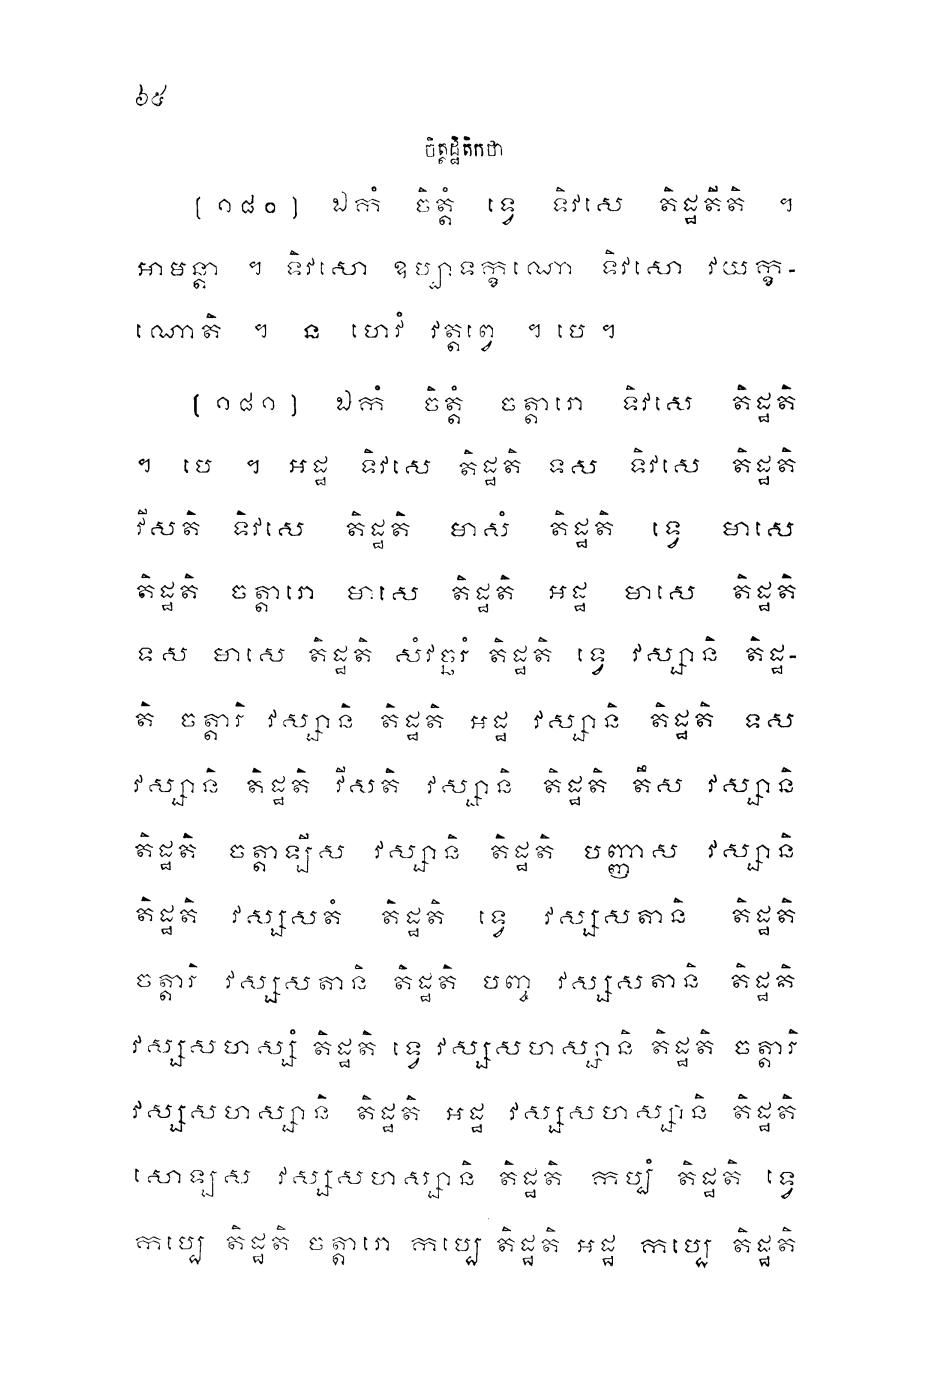 ៦៥
ចិត្តដ្ឋិតិកថា
(១៨០) ឯកំ ចិត្តំ ទ្វេ ទិវសេ តិដ្ឋតីតិ ។
អាមន្តា ។ ទិវសោ ឧប្បាទក្ខណោ ទិវសោ វយក្ខ-
ណោតិ ។ ន ហេវំ វត្តព្វេ ។ បេ ។
(១៨១) ឯកំ ចិត្តំ ចត្តារោ ទិវសេ តិដ្ឋតិ
។ បេ ។ អដ្ឋ ទិវសេ តិដ្ឋតិ ទស ទិវសេ តិដ្ឋតិ
វីសតិ ទិវសេ តិដ្ឋតិ មាសំ តិដ្ឋតិ ទ្វេ មាសេ
តិដ្ឋតិ ចត្តារោ មាសេ តិដ្ឋតិ អដ្ឋ មាសេ តិដ្ឋតិ
ទស មាសេ តិដ្ឋតិ សំវច្ឆរំ តិដ្ឋតិ ទ្វេ វស្សានិ តិដ្ឋ-
តិ ចត្តារិ វស្សានិ តិដ្ឋតិ អដ្ឋ វស្សានិ តិដ្ឋតិ ទស
វស្សានិ តិដ្ឋតិ វីសតិ វស្សានិ តិដ្ឋតិ តឹស វស្សានិ
តិដ្ឋតិ ចត្តាឡីស វស្សានិ តិដ្ឋតិ បញ្ញាស វស្សានិ
តិដ្ឋតិ វស្សសតំ តិដ្ឋតិ ទ្វេ វស្សសតានិ តិដ្ឋតិ
ចត្តារិ វស្សសតានិ តិដ្ឋតិ បញ្ច វស្សសតានិ តិដ្ឋតិ
វស្សសហស្សំ តិដ្ឋតិ ទ្វេ វស្សសហស្សានិ តិដ្ឋតិ ចត្តារិ
វស្សសហស្សានិ តិដ្ឋតិ អដ្ឋ វស្សសហស្សានិ តិដ្ឋតិ
សោឡស វស្សសហស្សានិ តិដ្ឋតិ កប្បំ តិដ្ឋតិ ទ្វេ
កប្បេ តិដ្ឋតិ ចត្តារោ កប្បេ តិដ្ឋតិ អដ្ឋ កប្បេ តិដ្ឋតិ